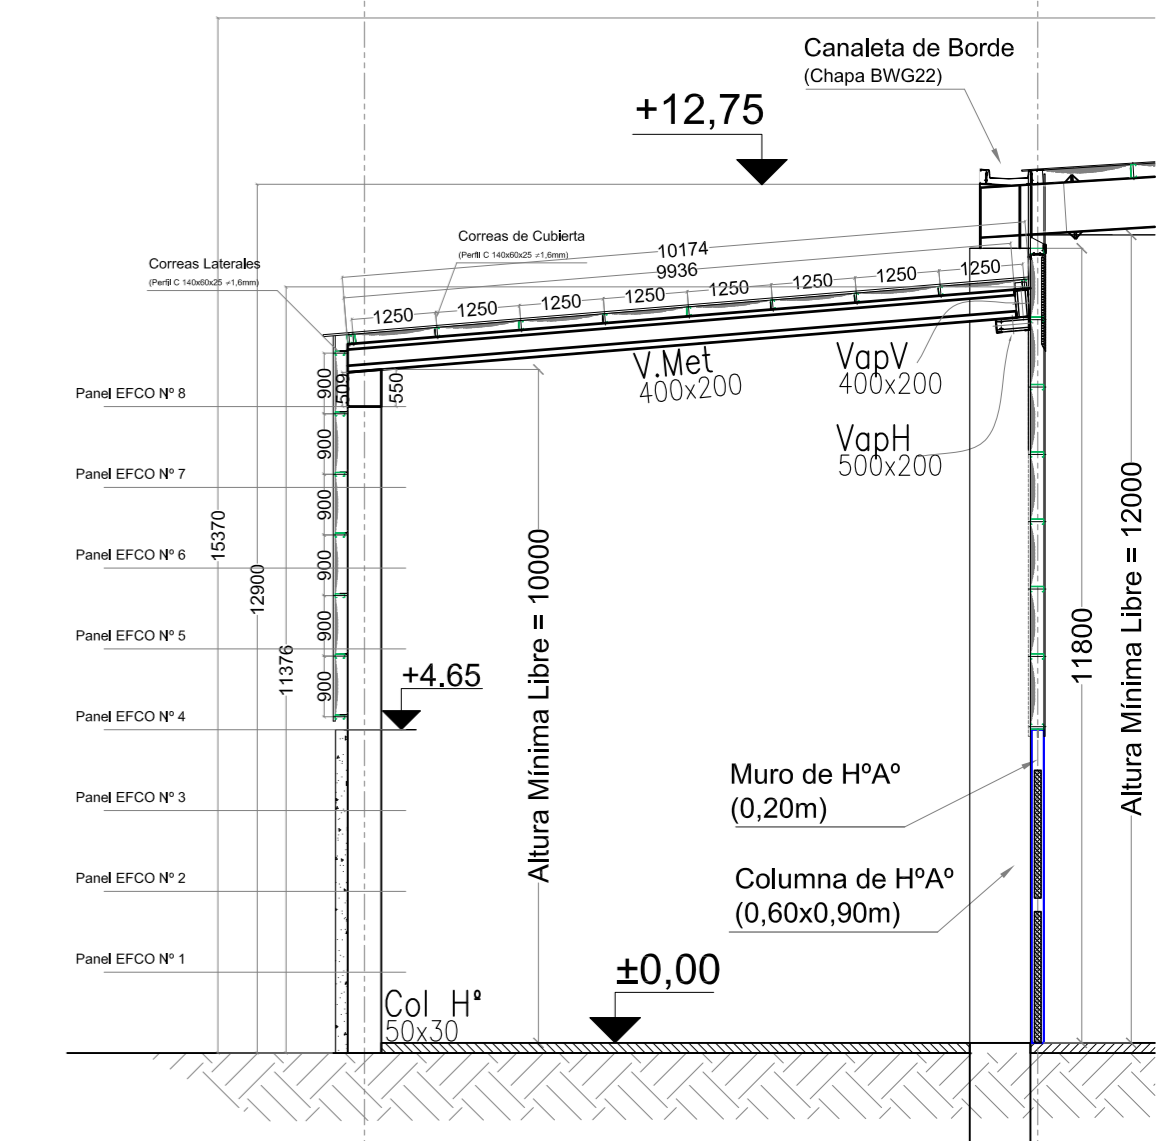 Canaleta de Borde
(Chapa BWG22)
+12,75
Correas de Cubierta
(Perfil C 140x60x25 ≠1,6mm)
Correas Laterales
(Perfil C 140x60x25 ≠1,6mm)
10174
9936
1250
1250
1250
1250
1250
1250
1250
1250
V.Met
400x200
VapV
400x200
VapH
500x200
900
509
550
900
900
900
900
900
Panel EFCO Nº 8
Panel EFCO Nº 7
Panel EFCO Nº 6
Panel EFCO Nº 5
Panel EFCO Nº 4
Panel EFCO Nº 3
Panel EFCO Nº 2
Panel EFCO Nº 1
15370
12900
11376
+4.65
Altura Mínima Libre = 10000
11800
Altura Mínima Libre = 12000
Muro de HºAº
(0,20m)
Columna de HºAº
(0,60x0,90m)
±0,00
Col Hº
50x30